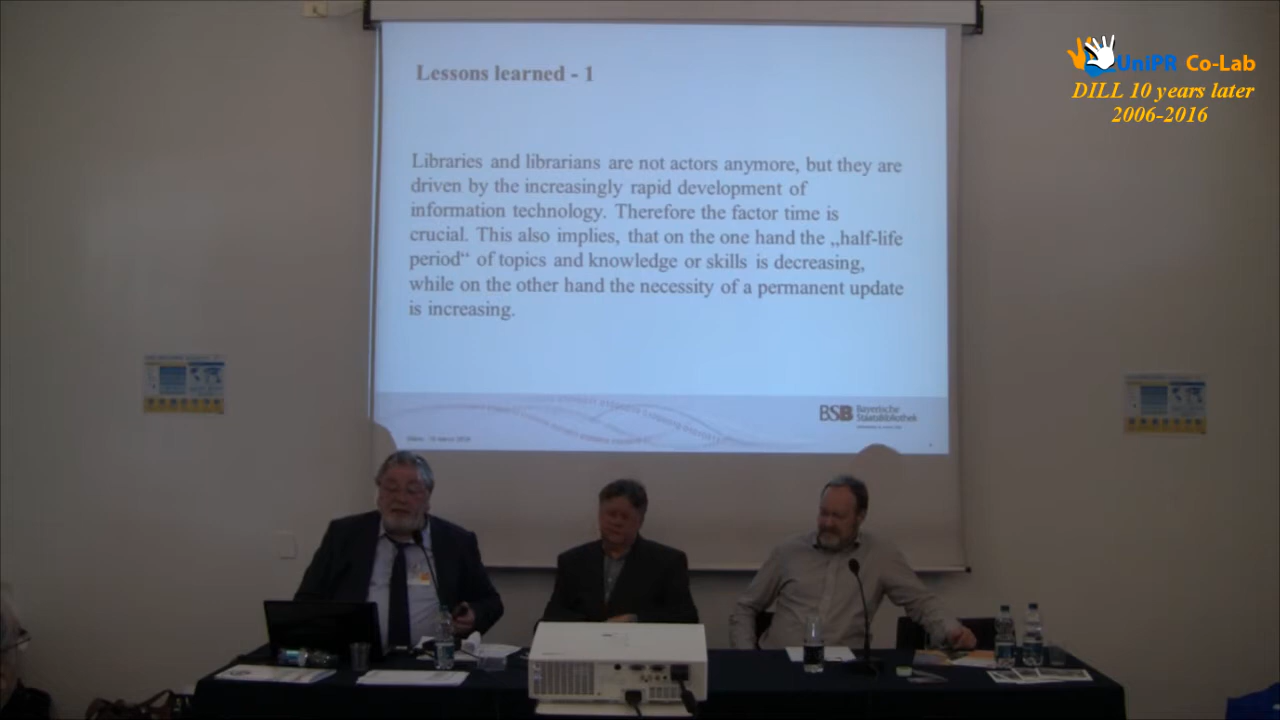 Lessons learned - 1
UniPR Co-Lab
DILL 10 years later
2006-2016
Libraries and librarians are not actors anymore, but they are
driven by the increasingly rapid development of
information technology. Therefore the factor time is
crucial. This also implies, that on the one hand the „half-life
period“ of topics and knowledge or skills is decreasing,
while on the other hand the necessity of a permanent update
is increasing.
BSB Bayerische
Staatsbibliothek